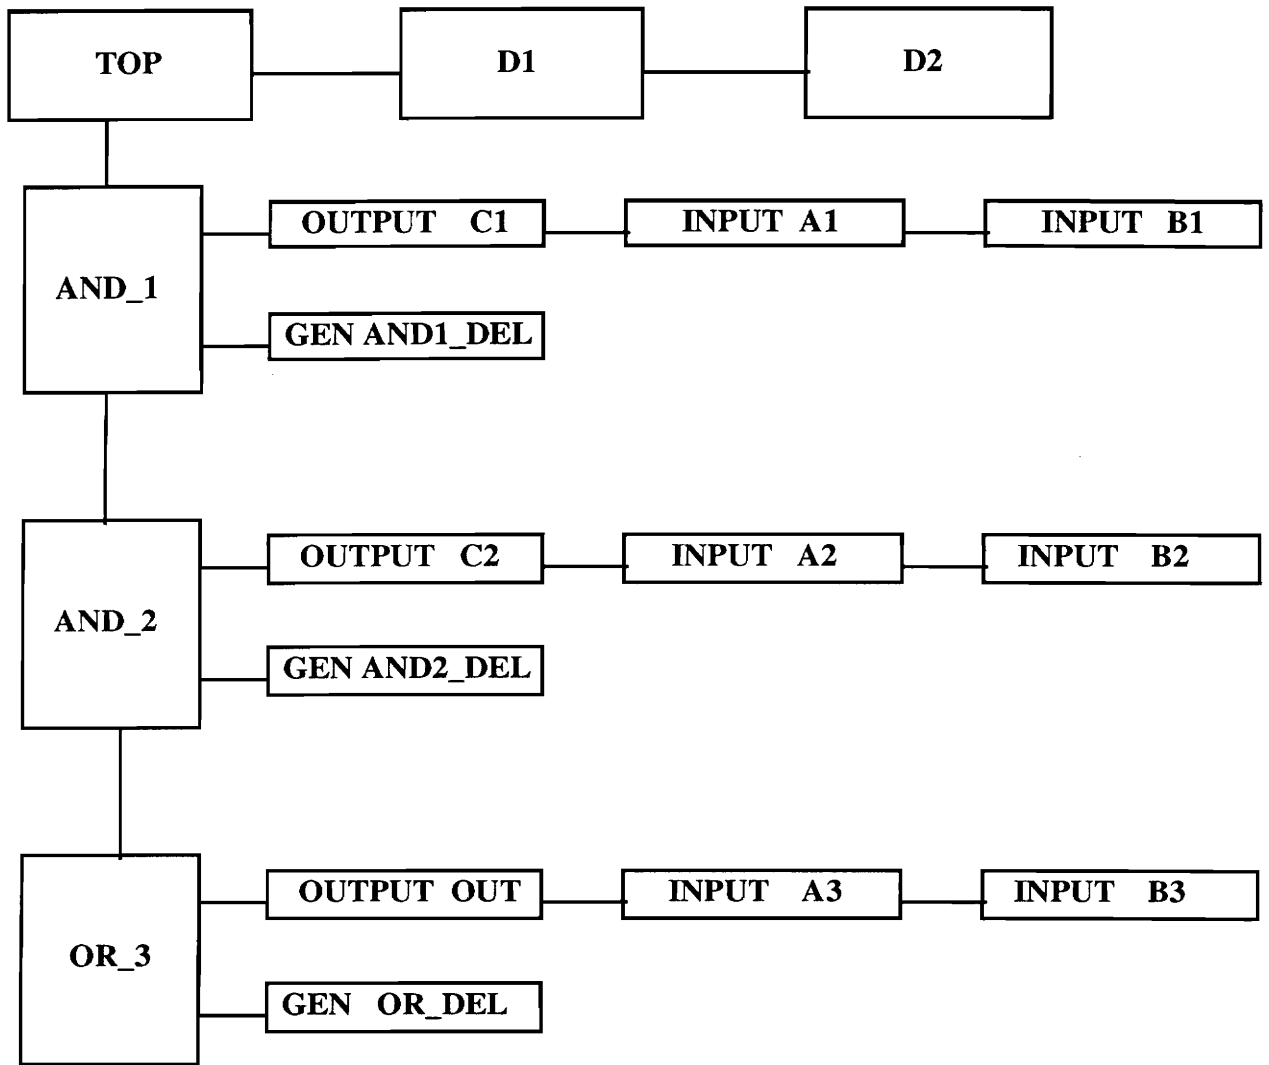 TOP D1 D2
OUTPUT C1 INPUT A1 INPUT B1
AND_1
GEN AND1_DEL
OUTPUT C2 INPUT A2 INPUT B2
AND_2
GEN AND2_DEL
OUTPUT OUT INPUT A3 INPUT B3
OR_3
GEN OR_DEL